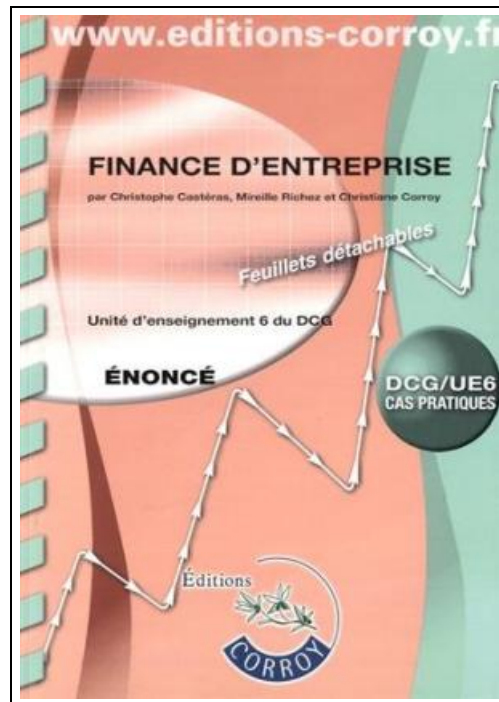 www.editions-corroy.fr
FINANCE D'ENTREPRISE
par Christophe Castéras, Mireille Richez et Christiane Corroy
Feuillets détachables
Unité d'enseignement 6 du DCG
ÉNONCÉ
DCG/UE6
CAS PRATIQUES
Éditions
CORROY